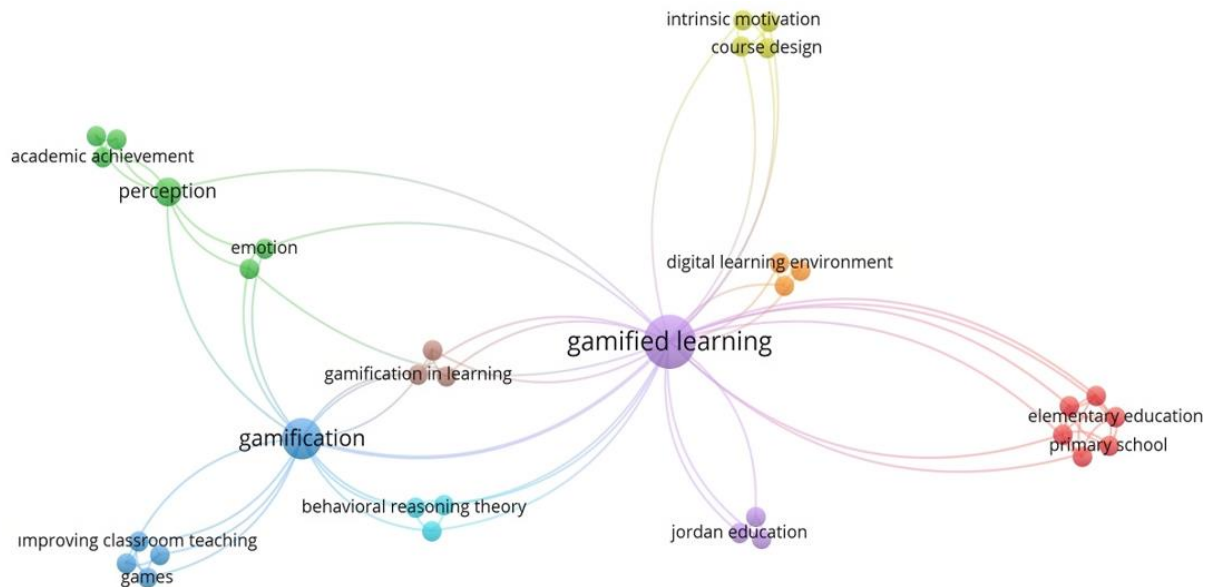 intrinsic motivation
course design
academic achievement
perception
emotion
digital learning environment
gamified learning
gamification in learning
elementary education
primary school
gamification
behavioral reasoning theory
jordan education
improving classroom teaching
games